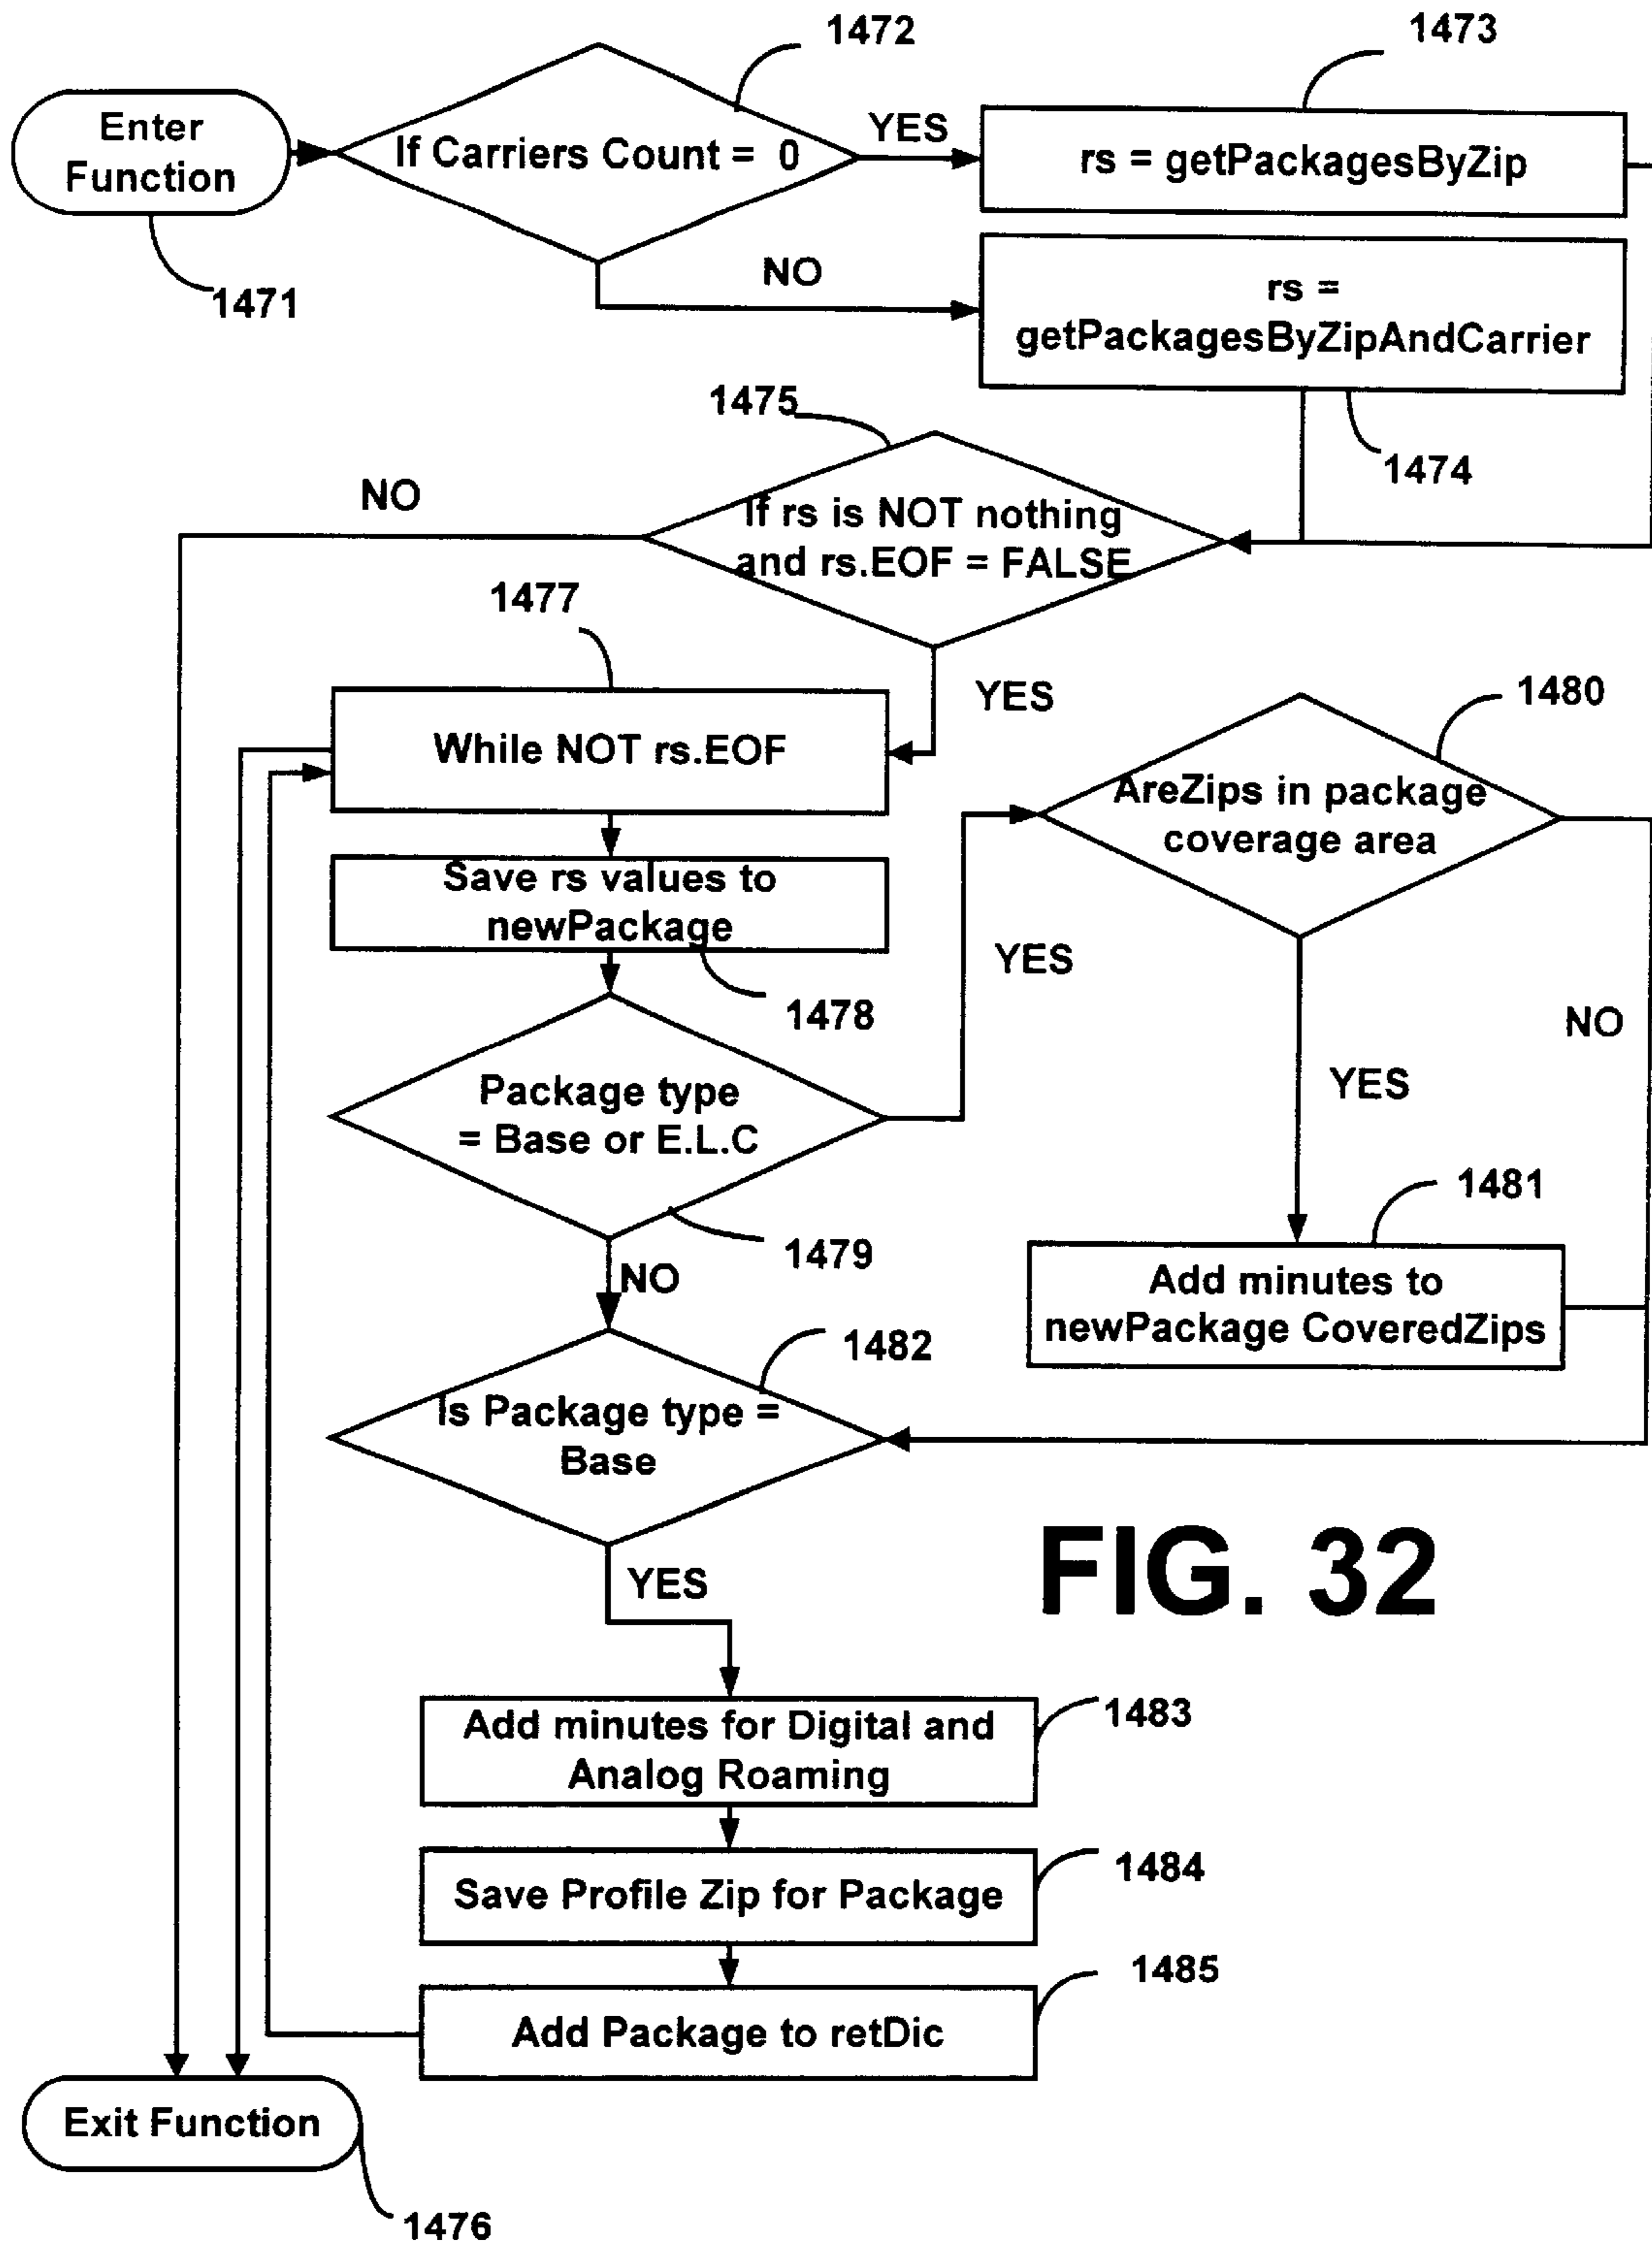 1472
1473
Enter
Function
If Carriers Count = 0
YES
rs = getPackagesByZip
1471
NO
rs =
getPackagesByZipAndCarrier
1475
1474
NO
If rs is NOT nothing
and rs.EOF = FALSE
1477
YES
1480
While NOT rs.EOF
AreZips in package
coverage area
Save rs values to
newPackage
YES
1478
NO
YES
Package type
= Base or E.L.C
1481
1479
NO
Add minutes to
newPackage CoveredZips
1482
Is Package type =
Base
FIG. 32
YES
1483
Add minutes for Digital and
Analog Roaming
1484
Save Profile Zip for Package
1485
Add Package to retDic
Exit Function
1476